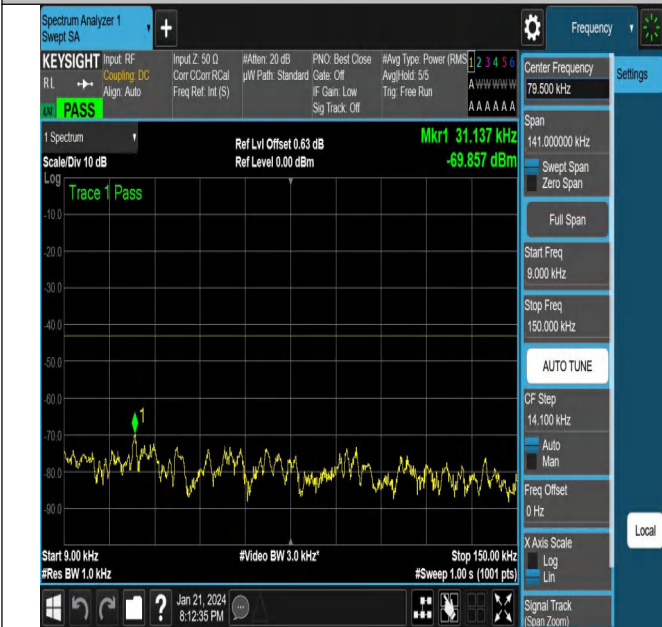 Spectrum Analyzer 1
Swept SA
+
Frequency
KEYSIGHT
RL
PASS
Input: RF
Coupling: DC
Align: Auto
Input Z: 50 Ω
Corr CCorr RCal
Freq Ref: Int (S)
#Atten: 20 dB
µW Path: Standard
PNO: Best Close
Gate: Off
IF Gain: Low
Sig Track: Off
#Avg Type: Power (RMS
Avg|Hold: 5/5
Trig: Free Run
1 2 3 4 5 6
A W W W W W
A A A A A A
1 Spectrum
Scale/Div 10 dB
Log
Ref Lvl Offset 0.63 dB
Ref Level 0.00 dBm
Mkr1 31.137 kHz
-69.857 dBm
Trace 1 Pass
-10.0
-20.0
-30.0
-40.0
-50.0
-60.0
-70.0
-80.0
-90.0
1
Start 9.00 kHz
#Res BW 1.0 kHz
#Video BW 3.0 kHz*
Stop 150.00 kHz
#Sweep 1.00 s (1001 pts)
?
Jan 21, 2024
8:12:35 PM
Center Frequency
79.500 kHz
Span
141.000000 kHz
Swept Span
Zero Span
Full Span
Start Freq
9.000 kHz
Stop Freq
150.000 kHz
AUTO TUNE
CF Step
14.100 kHz
Auto
Man
Freq Offset
0 Hz
X Axis Scale
Log
Lin
Signal Track
(Span Zoom)
Settings
Local